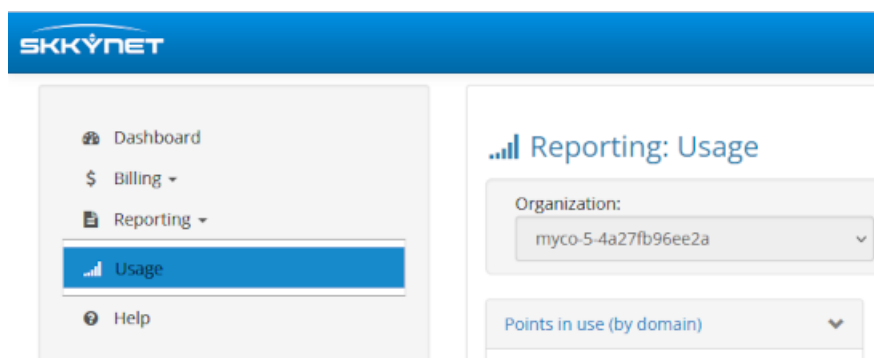 SKKYNET
Dashboard
$ Billing
Reporting
Usage
Help
Reporting: Usage
Organization:
myco-5-4a27fb96ee2a
Points in use (by domain)